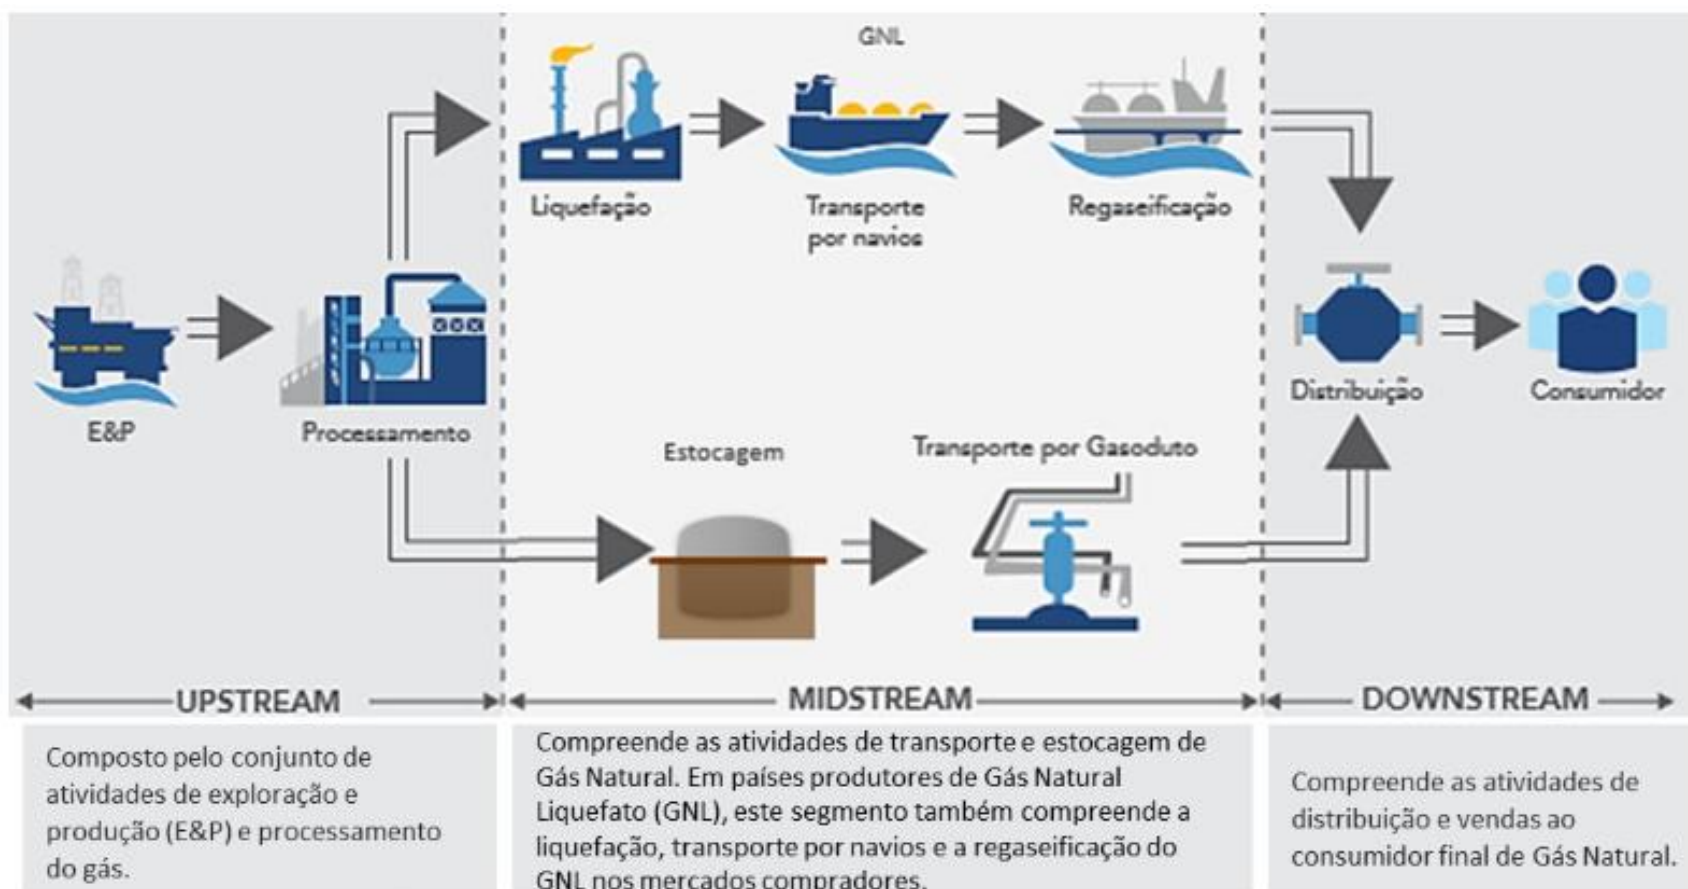 GNL
Liquefação
Transporte
por navios
Regaseificação
E&P
Processamento
Distribuição
Consumidor
Estocagem
Transporte por Gasoduto
UPSTREAM
MIDSTREAM
DOWNSTREAM
Composto pelo conjunto de
atividades de exploração e
produção (E&P) e processamento
do gás.
Compreende as atividades de transporte e estocagem de
Gás Natural. Em países produtores de Gás Natural
Liquefato (GNL), este segmento também compreende a
liquefação, transporte por navios e a regaseificação do
GNL nos mercados compradores.
Compreende as atividades de
distribuição e vendas ao
consumidor final de Gás Natural.